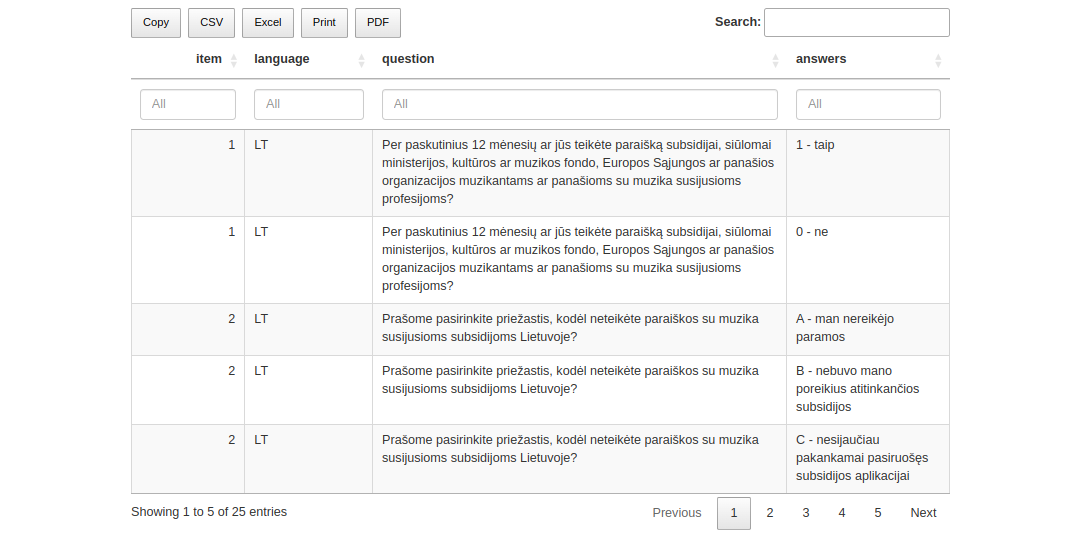 Copy CSV Excel Print PDF Search:
item language question answers
All All All All
1 LT Per paskutinius 12 mėnesių ar jūs teikėte paraišką subsidijai, siūlomai 1 - taip
ministerijos, kultūros ar muzikos fondo, Europos Sąjungos ar panašios
organizacijos muzikantams ar panašioms su muzika susijusioms
profesijoms?
1 LT Per paskutinius 12 mėnesių ar jūs teikėte paraišką subsidijai, siūlomai 0 - ne
ministerijos, kultūros ar muzikos fondo, Europos Sąjungos ar panašios
organizacijos muzikantams ar panašioms su muzika susijusioms
profesijoms?
2 LT Prašome pasirinkite priežastis, kodėl neteikėte paraiškos su muzika A - man nereikėjo
susijusioms subsidijoms Lietuvoje? paramos
2 LT Prašome pasirinkite priežastis, kodėl neteikėte paraiškos su muzika B - nebuvo mano
susijusioms subsidijoms Lietuvoje? poreikius atitinkančios
subsidijos
2 LT Prašome pasirinkite priežastis, kodėl neteikėte paraiškos su muzika C - nesijaučiau
susijusioms subsidijoms Lietuvoje? pakankamai pasiruošęs
subsidijos aplikacijai
Showing 1 to 5 of 25 entries Previous 1 2 3 4 5 Next